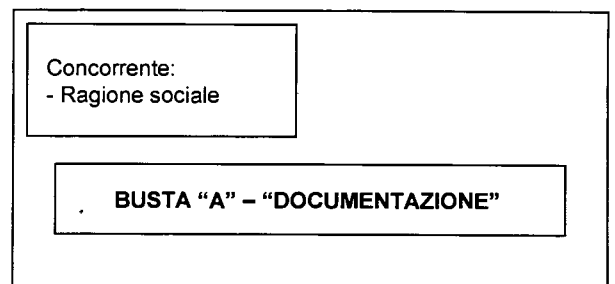 Concorrente:
- Ragione sociale
BUSTA “A” – “DOCUMENTAZIONE”